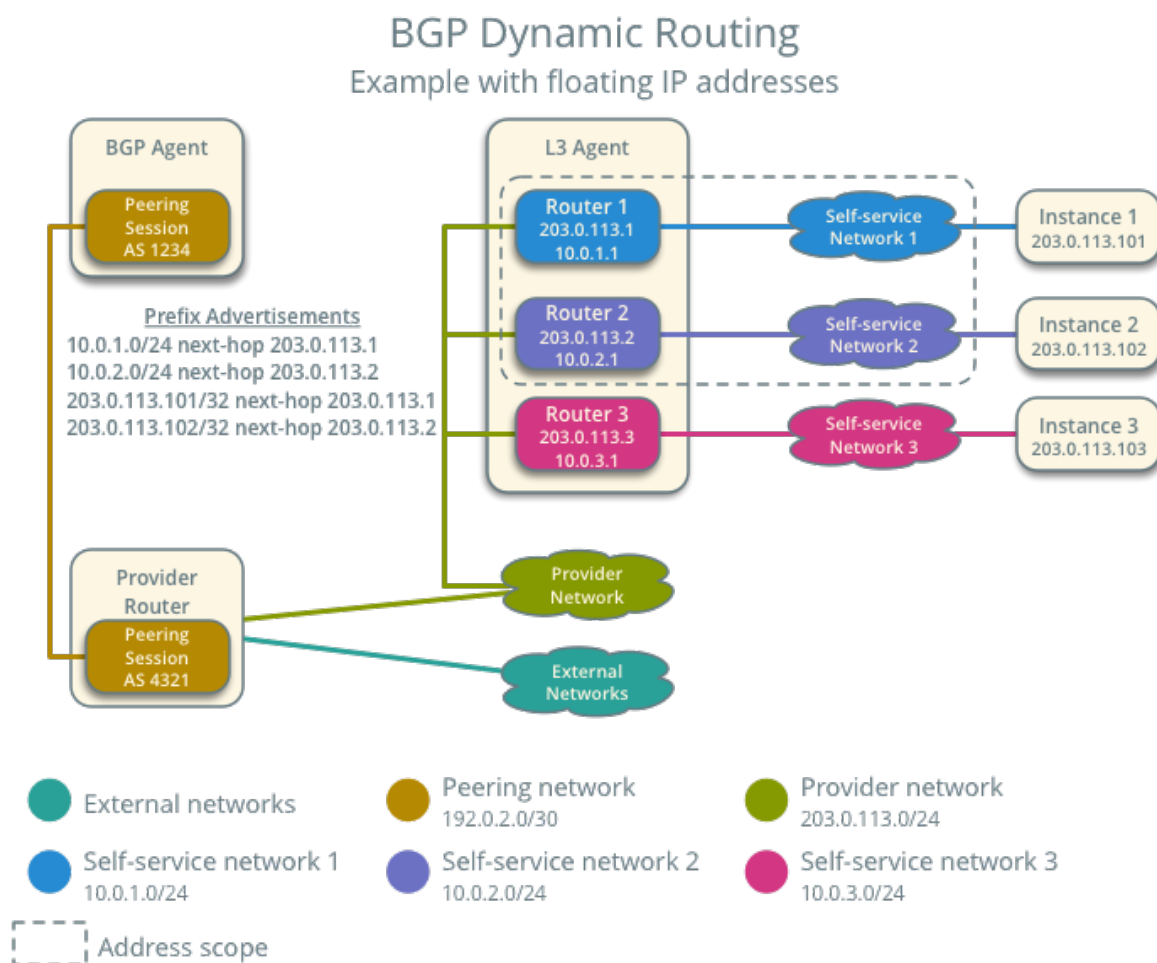 BGP Dynamic Routing
Example with floating IP addresses
BGP Agent
Peering
Session
AS 1234
L3 Agent
Router 1
203.0.113.1
10.0.1.1
Self-service
Network 1
Instance 1
203.0.113.101
Prefix Advertisements
10.0.1.0/24 next-hop 203.0.113.1
10.0.2.0/24 next-hop 203.0.113.2
203.0.113.101/32 next-hop 203.0.113.1
203.0.113.102/32 next-hop 203.0.113.2
Router 2
203.0.113.2
10.0.2.1
Self-service
Network 2
Instance 2
203.0.113.102
Router 3
203.0.113.3
10.0.3.1
Self-service
Network 3
Instance 3
203.0.113.103
Provider
Router
Peering
Session
AS 4321
Provider
Network
External
Networks
External networks
Peering network
192.0.2.0/30
Provider network
203.0.113.0/24
Self-service network 1
10.0.1.0/24
Self-service network 2
10.0.2.0/24
Self-service network 3
10.0.3.0/24
Address scope